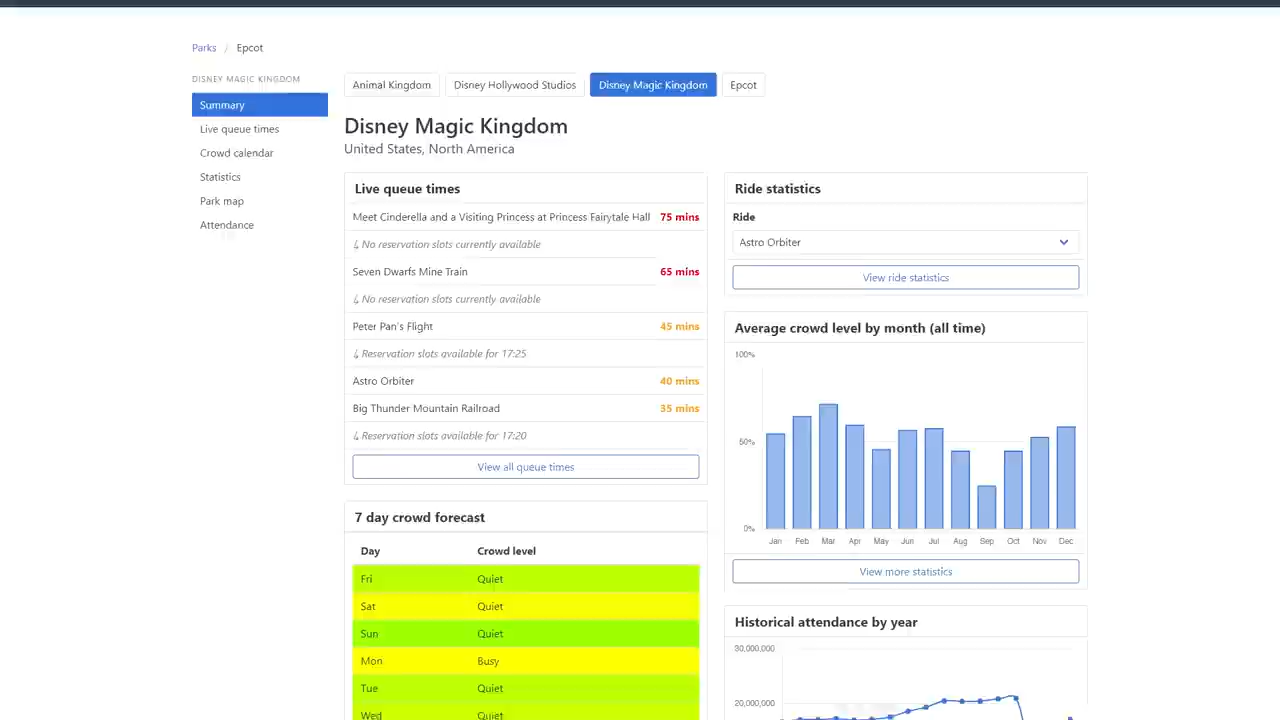 Parks / Epcot
DISNEY MAGIC KINGDOM
Summary
Live queue times
Crowd calendar
Statistics
Park map
Attendance
Animal Kingdom
Disney Hollywood Studios
Disney Magic Kingdom
Epcot
Disney Magic Kingdom
United States, North America
Live queue times
Meet Cinderella and a Visiting Princess at Princess Fairytale Hall 75 mins
↳ No reservation slots currently available
Seven Dwarfs Mine Train 65 mins
↳ No reservation slots currently available
Peter Pan's Flight 45 mins
↳ Reservation slots available for 17:25
Astro Orbiter 40 mins
Big Thunder Mountain Railroad 35 mins
↳ Reservation slots available for 17:20
View all queue times
7 day crowd forecast
Day Crowd level
Fri Quiet
Sat Quiet
Sun Quiet
Mon Busy
Tue Quiet
Wed Quiet
Ride statistics
Ride
Astro Orbiter
View ride statistics
Average crowd level by month (all time)
100%
50%
0%
Jan Feb Mar Apr May Jun Jul Aug Sep Oct Nov Dec
View more statistics
Historical attendance by year
30,000,000
20,000,000